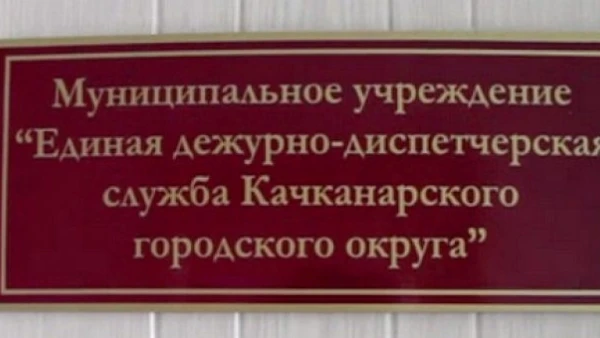 Муниципальное учреждение
“Единая дежурно-диспетчерская
служба Качканарского
городского округа”